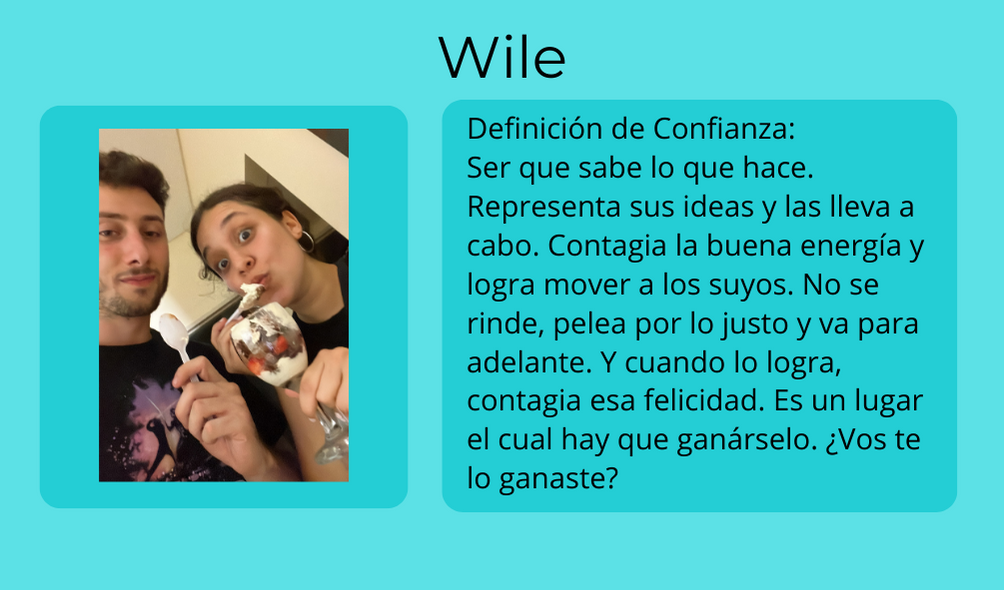 Wile
Definición de Confianza:
Ser que sabe lo que hace.
Representa sus ideas y las lleva a
cabo. Contagia la buena energía y
logra mover a los suyos. No se
rinde, pelea por lo justo y va para
adelante. Y cuando lo logra,
contagia esa felicidad. Es un lugar
el cual hay que ganárselo. ¿Vos te
lo ganaste?